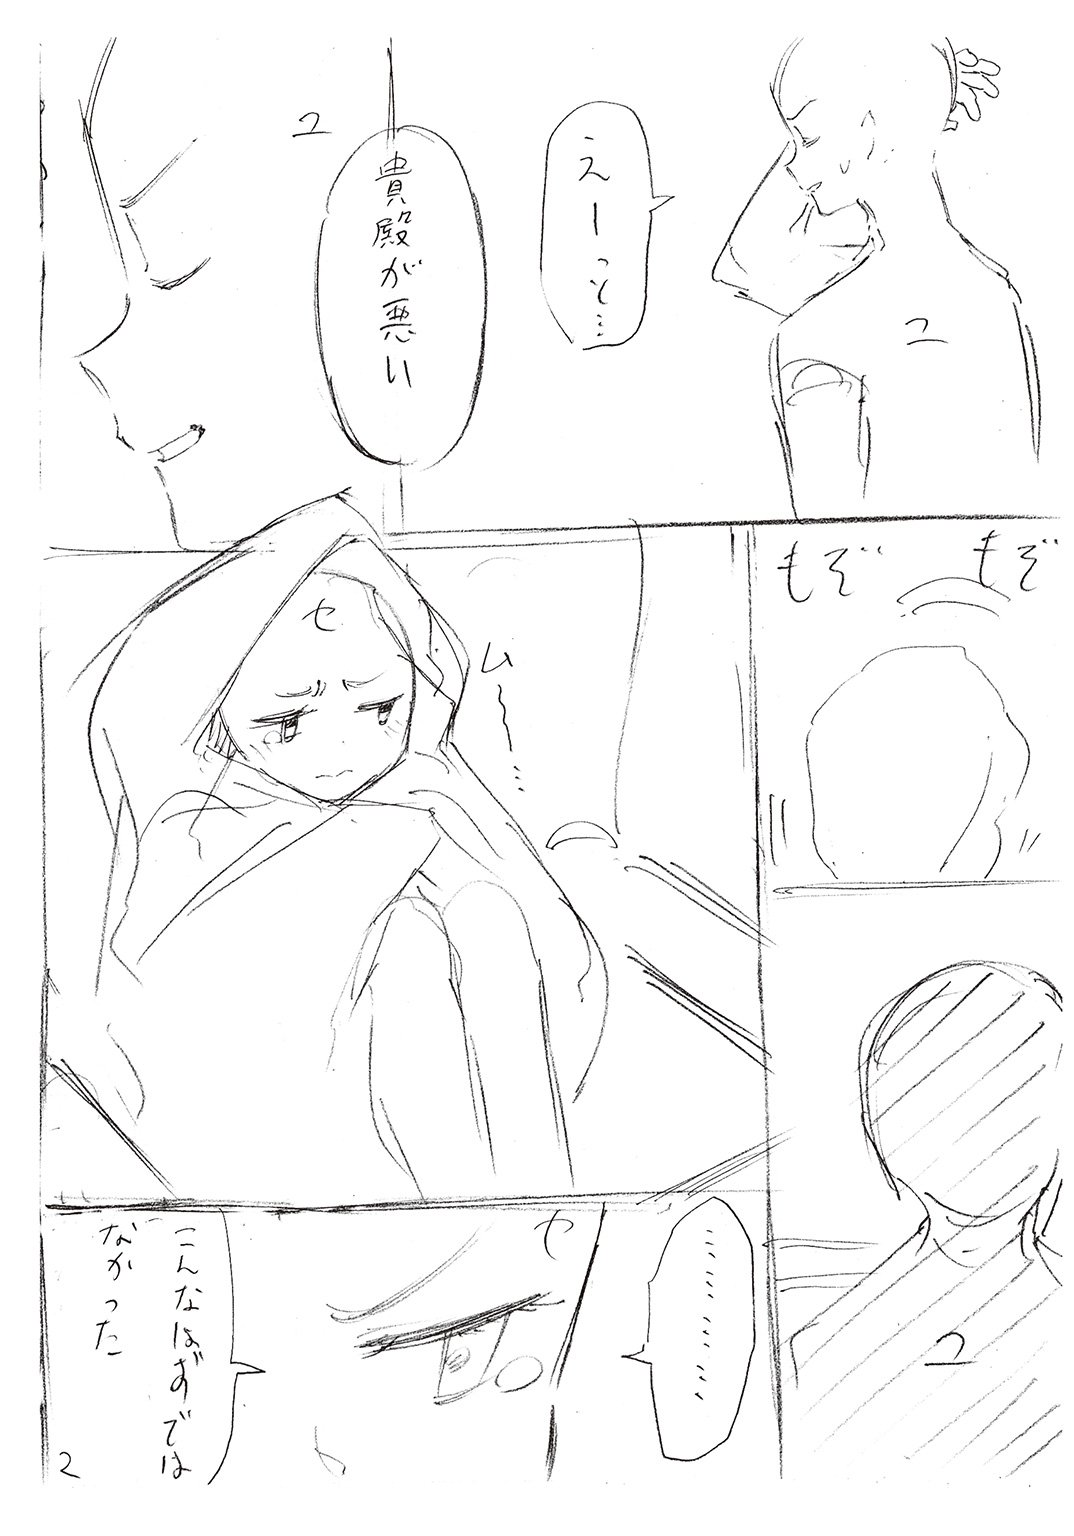 えーっと…
ユ
貴殿が悪い
ユ
もぞ
もぞ
セ
ムー…
ユ
…………
セ
こんなはずでは
なかった
2